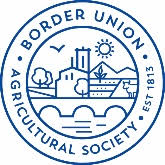 BORDER UNION
AGRICULTURAL SOCIETY
EST 1813